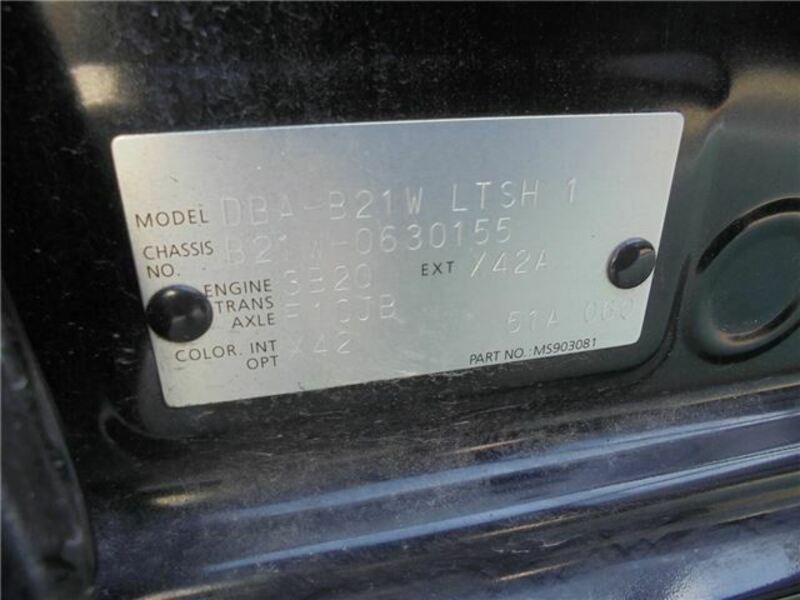 MODEL DBA-B21W LTSH 1
CHASSIS NO. B21W-0630155
ENGINE 3B20 EXT X42A
TRANS AXLE F1CJB 51A 000
COLOR. INT X42
OPT
PART NO.: MS903081